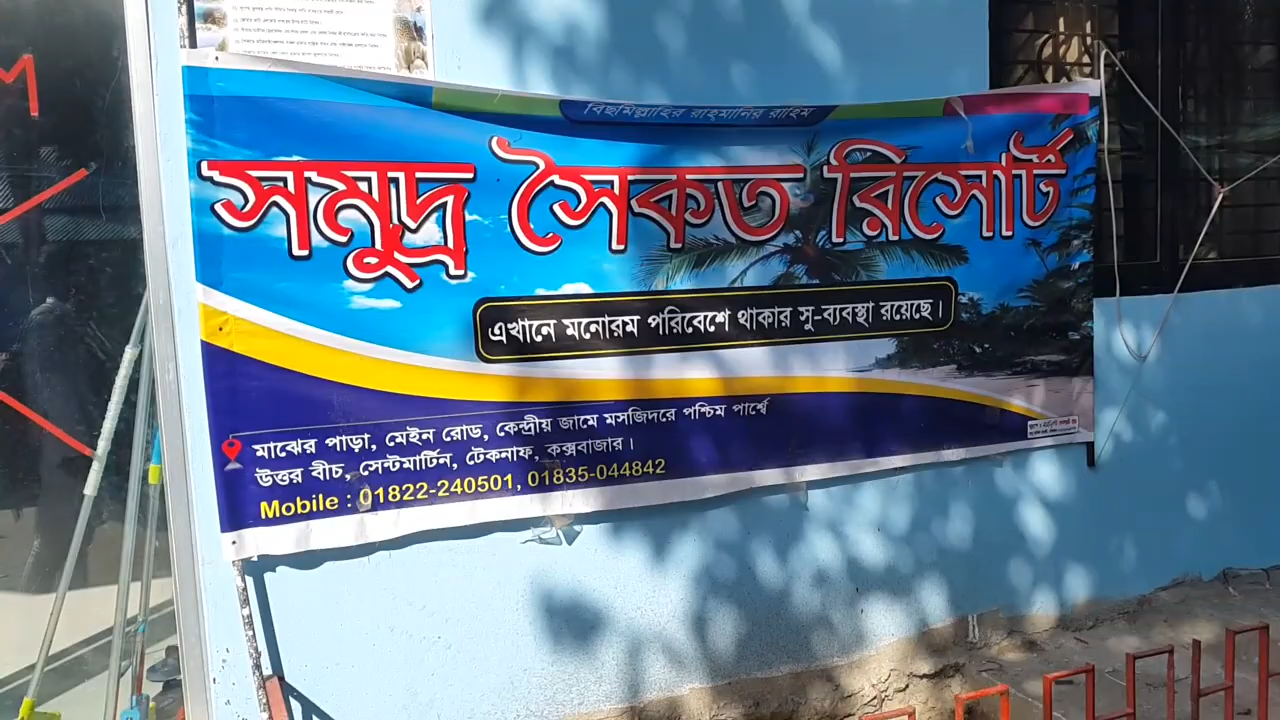 বিছমিল্লাহির রাহমানির রাহিম
সমুদ্র সৈকত রিসোর্ট
এখানে মনোরম পরিবেশে থাকার সু-ব্যবস্থা রয়েছে।
মাঝের পাড়া, মেইন রোড, কেন্দ্রীয় জামে মসজিদরে পশ্চিম পার্শ্বে
উত্তর বীচ, সেন্টমার্টিন, টেকনাফ, কক্সবাজার।
Mobile : 01822-240501, 01835-044842